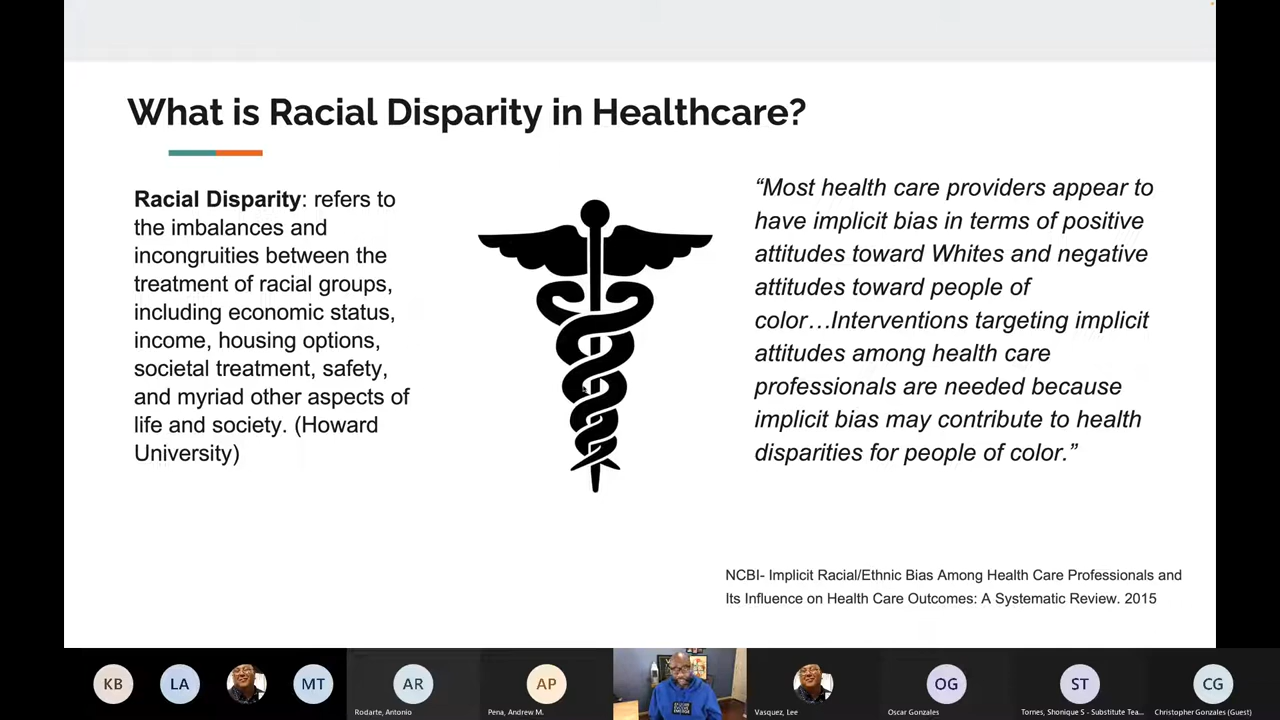 What is Racial Disparity in Healthcare?
Racial Disparity: refers to
the imbalances and
incongruities between the
treatment of racial groups,
including economic status,
income, housing options,
societal treatment, safety,
and myriad other aspects of
life and society. (Howard
University)
“Most health care providers appear to
have implicit bias in terms of positive
attitudes toward Whites and negative
attitudes toward people of
color…Interventions targeting implicit
attitudes among health care
professionals are needed because
implicit bias may contribute to health
disparities for people of color.”
NCBI- Implicit Racial/Ethnic Bias Among Health Care Professionals and
Its Influence on Health Care Outcomes: A Systematic Review. 2015
KB
LA
MT
AR
Rodarte, Antonio
AP
Pena, Andrew M.
Vasquez, Lee
OG
Oscar Gonzales
ST
Tornes, Shonique S - Substitute Tea...
CG
Christopher Gonzales (Guest)